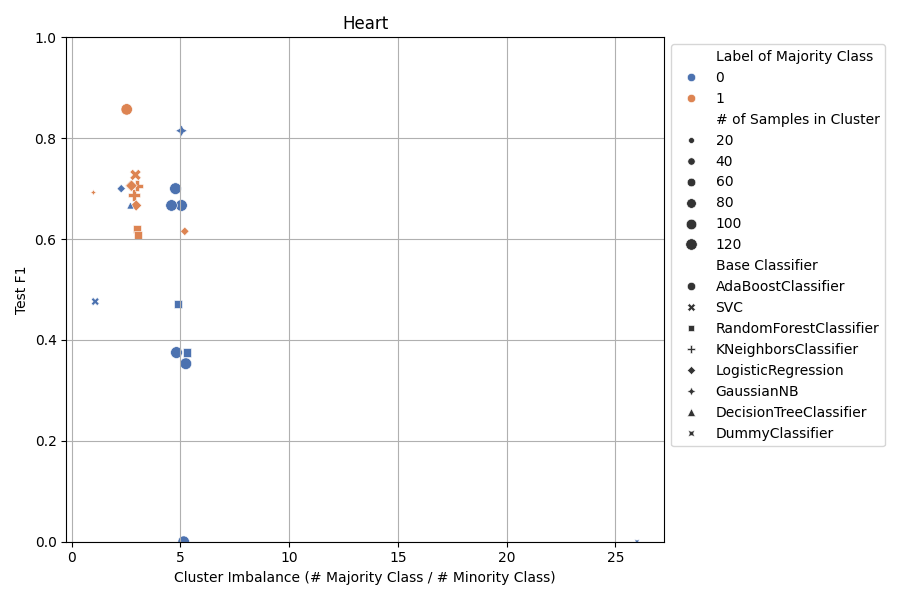 Heart
Test F1
1.0
0.8
0.6
0.4
0.2
0.0
0
5
10
15
20
25
Cluster Imbalance (# Majority Class / # Minority Class)
Label of Majority Class
0
1
# of Samples in Cluster
20
40
60
80
100
120
Base Classifier
AdaBoostClassifier
SVC
RandomForestClassifier
KNeighborsClassifier
LogisticRegression
GaussianNB
DecisionTreeClassifier
DummyClassifier